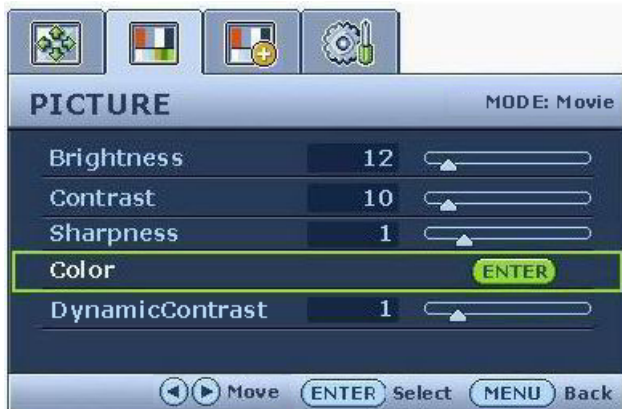 PICTURE MODE: Movie
Brightness 12
Contrast 10
Sharpness 1
Color ENTER
DynamicContrast 1
Move ENTER Select MENU Back